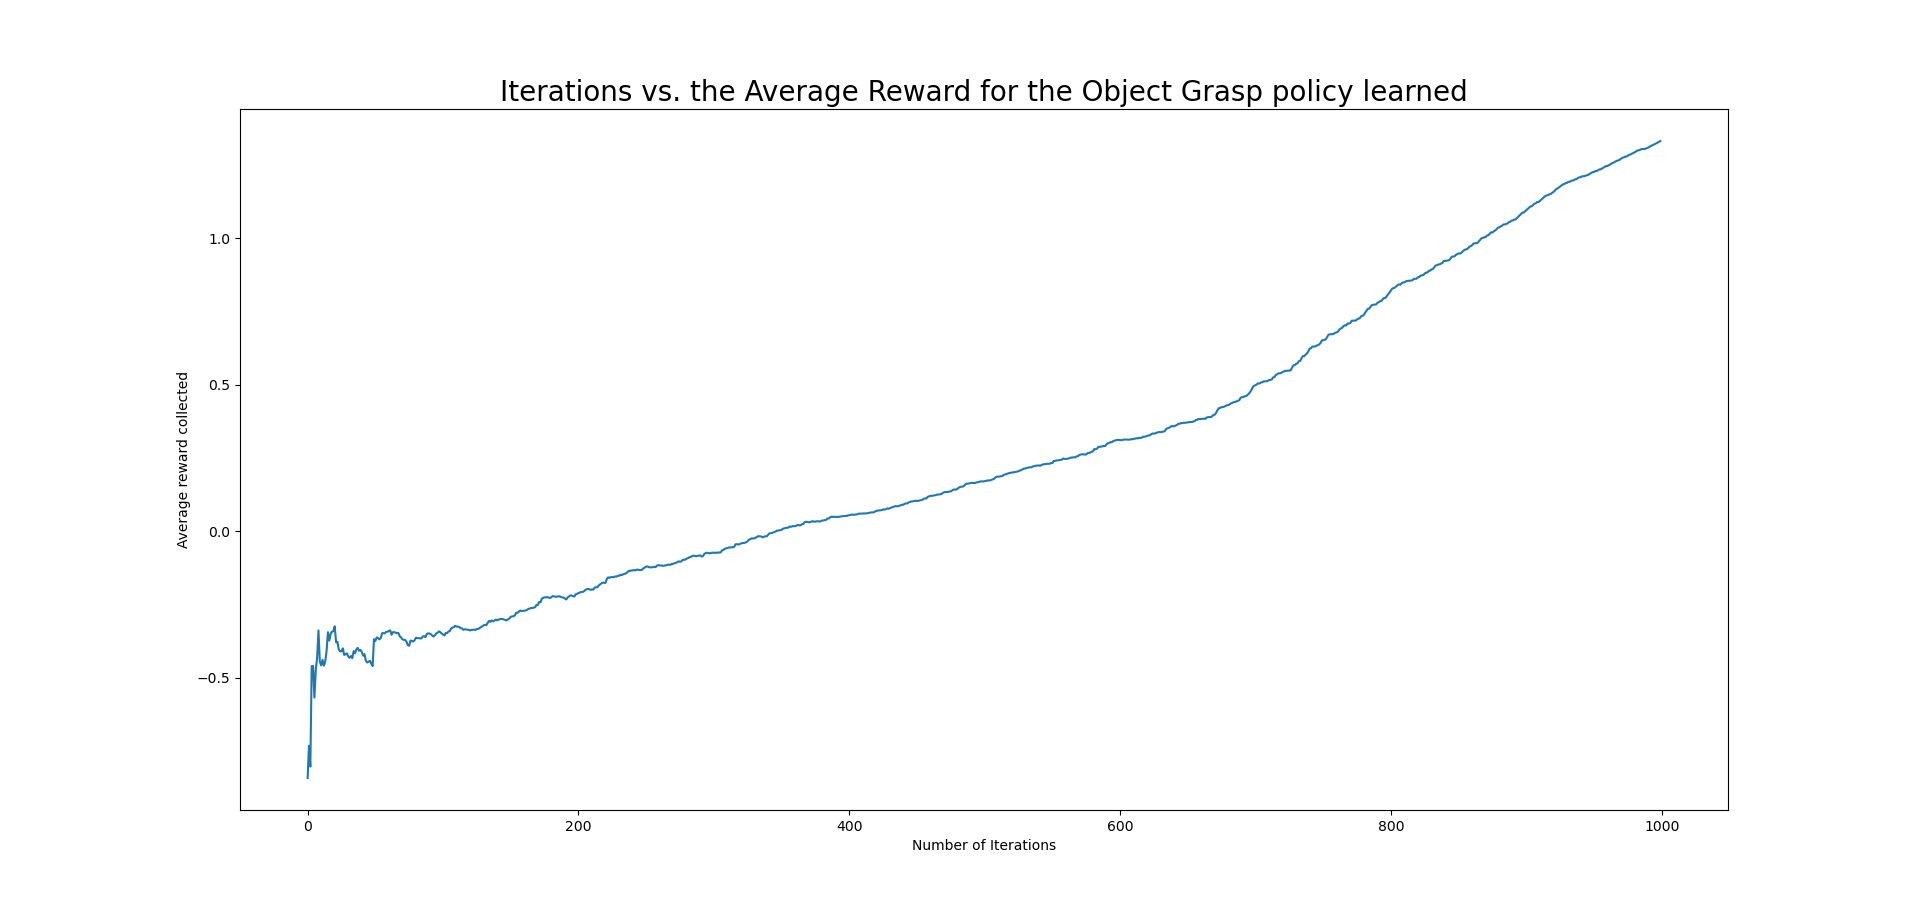 Iterations vs. the Average Reward for the Object Grasp policy learned
1.0
0.5
0.0
−0.5
Average reward collected
0 200 400 600 800 1000
Number of Iterations